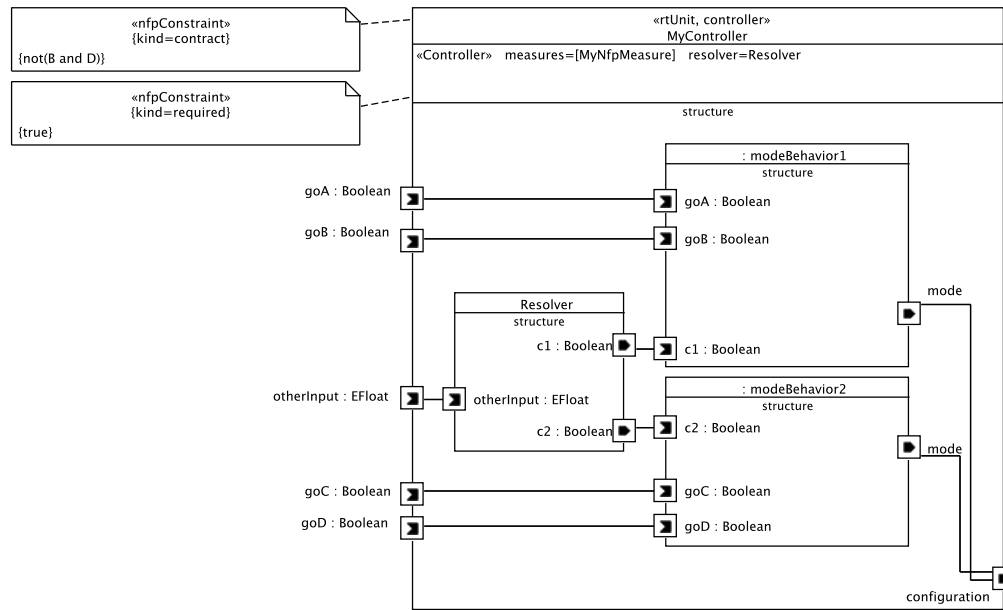 «nfpConstraint»
{kind=contract}
{not(B and D)}
«nfpConstraint»
{kind=required}
{true}
«rtUnit, controller»
MyController
«Controller» measures=[MyNfpMeasure] resolver=Resolver
structure
: modeBehavior1
structure
goA : Boolean
goA : Boolean
goB : Boolean
goB : Boolean
mode
Resolver
structure
c1 : Boolean
c1 : Boolean
otherInput : EFloat
otherInput : EFloat
c2 : Boolean
: modeBehavior2
structure
c2 : Boolean
mode
goC : Boolean
goC : Boolean
goD : Boolean
goD : Boolean
configuration